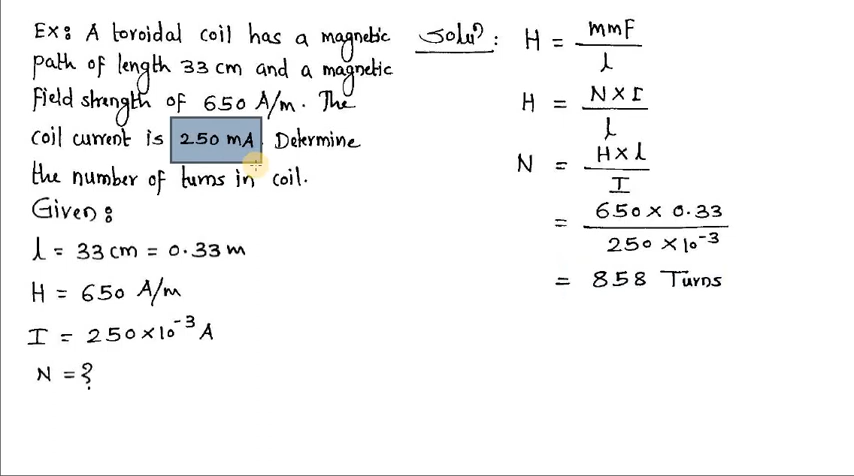 Ex: A toroidal coil has a magnetic
path of length 33 cm and a magnetic
field strength of 650 A/m. The
coil current is 250 mA. Determine
the number of turns in coil.
Given:
l = 33 cm = 0.33 m
H = 650 A/m
I = 250 × 10⁻³ A
N = ?
Soluⁿ:
H = mmF / l
H = N × I / l
N = H × l / I
= 650 × 0.33 / 250 × 10⁻³
= 858 Turns